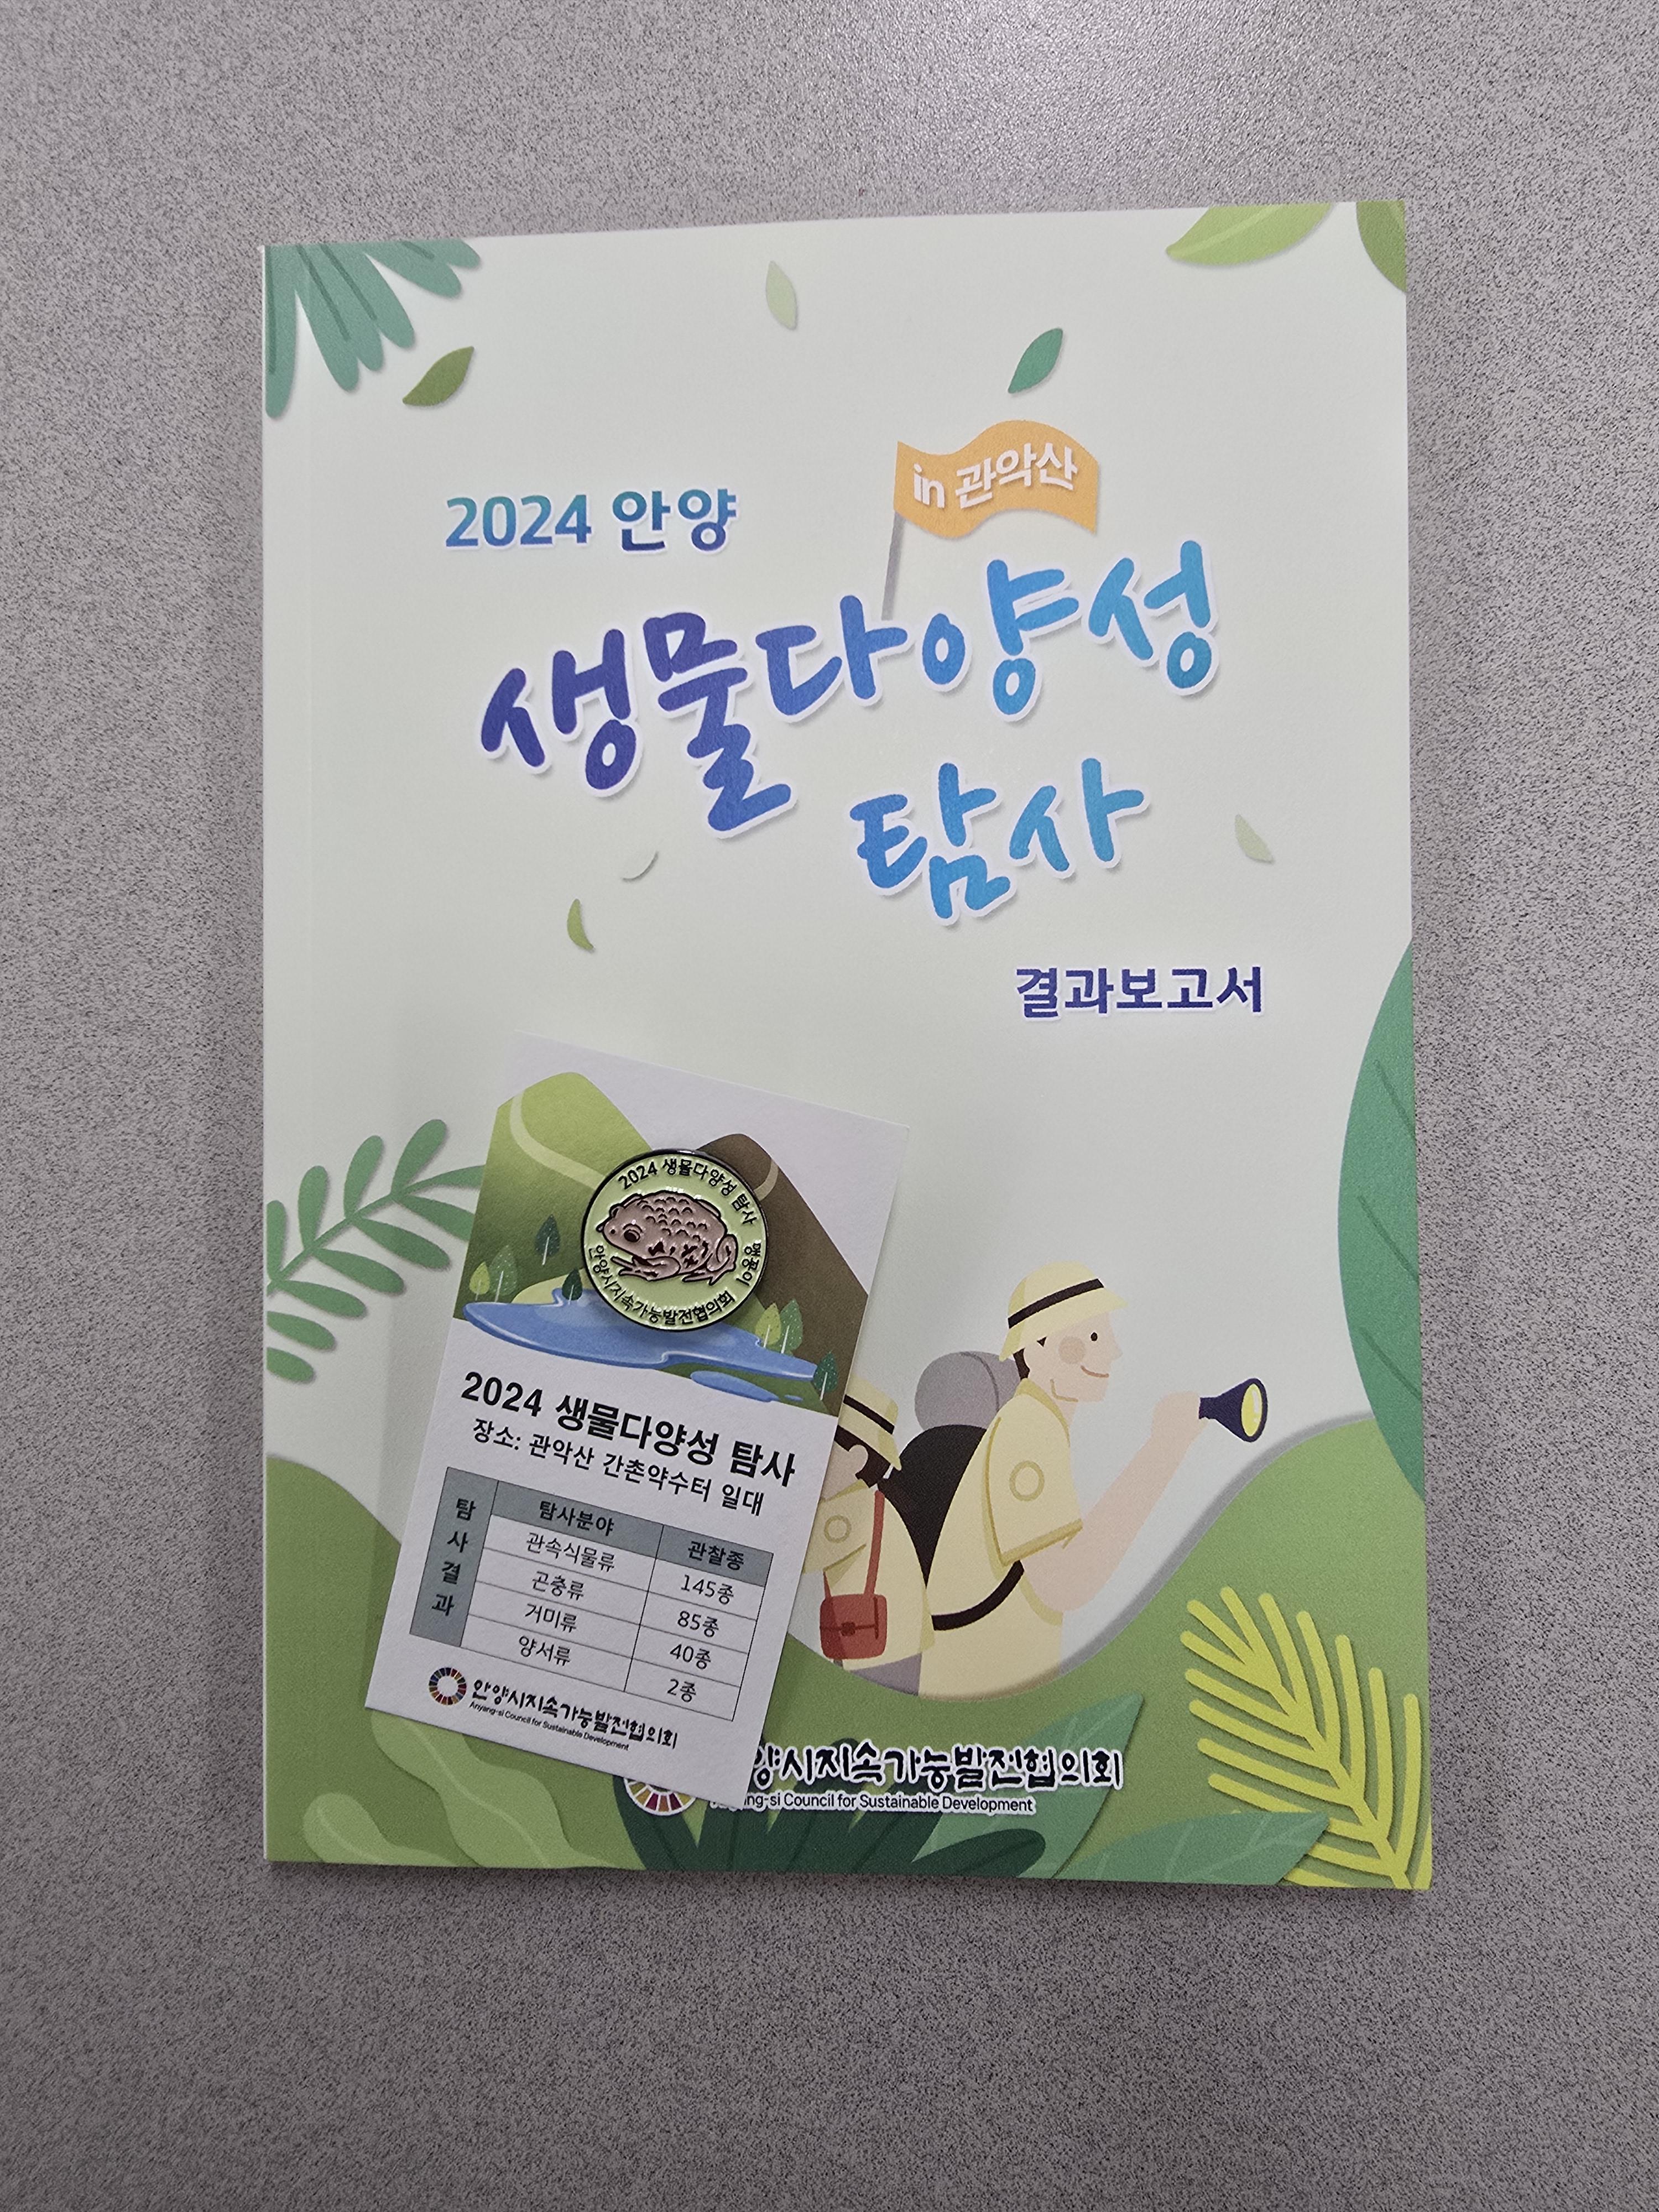 in 관악산
2024 안양
생물다양성
탐사
결과보고서
2024 생물다양성 탐사
맹꽁이
안양시지속가능발전협의회
2024 생물다양성 탐사
장소: 관악산 간촌약수터 일대
탐사결과
탐사분야 관찰종
관속식물류 145종
곤충류 85종
거미류 40종
양서류 2종
안양시지속가능발전협의회
Anyang-si Council for Sustainable Development
양시지속가능발전협의회
ng-si Council for Sustainable Development